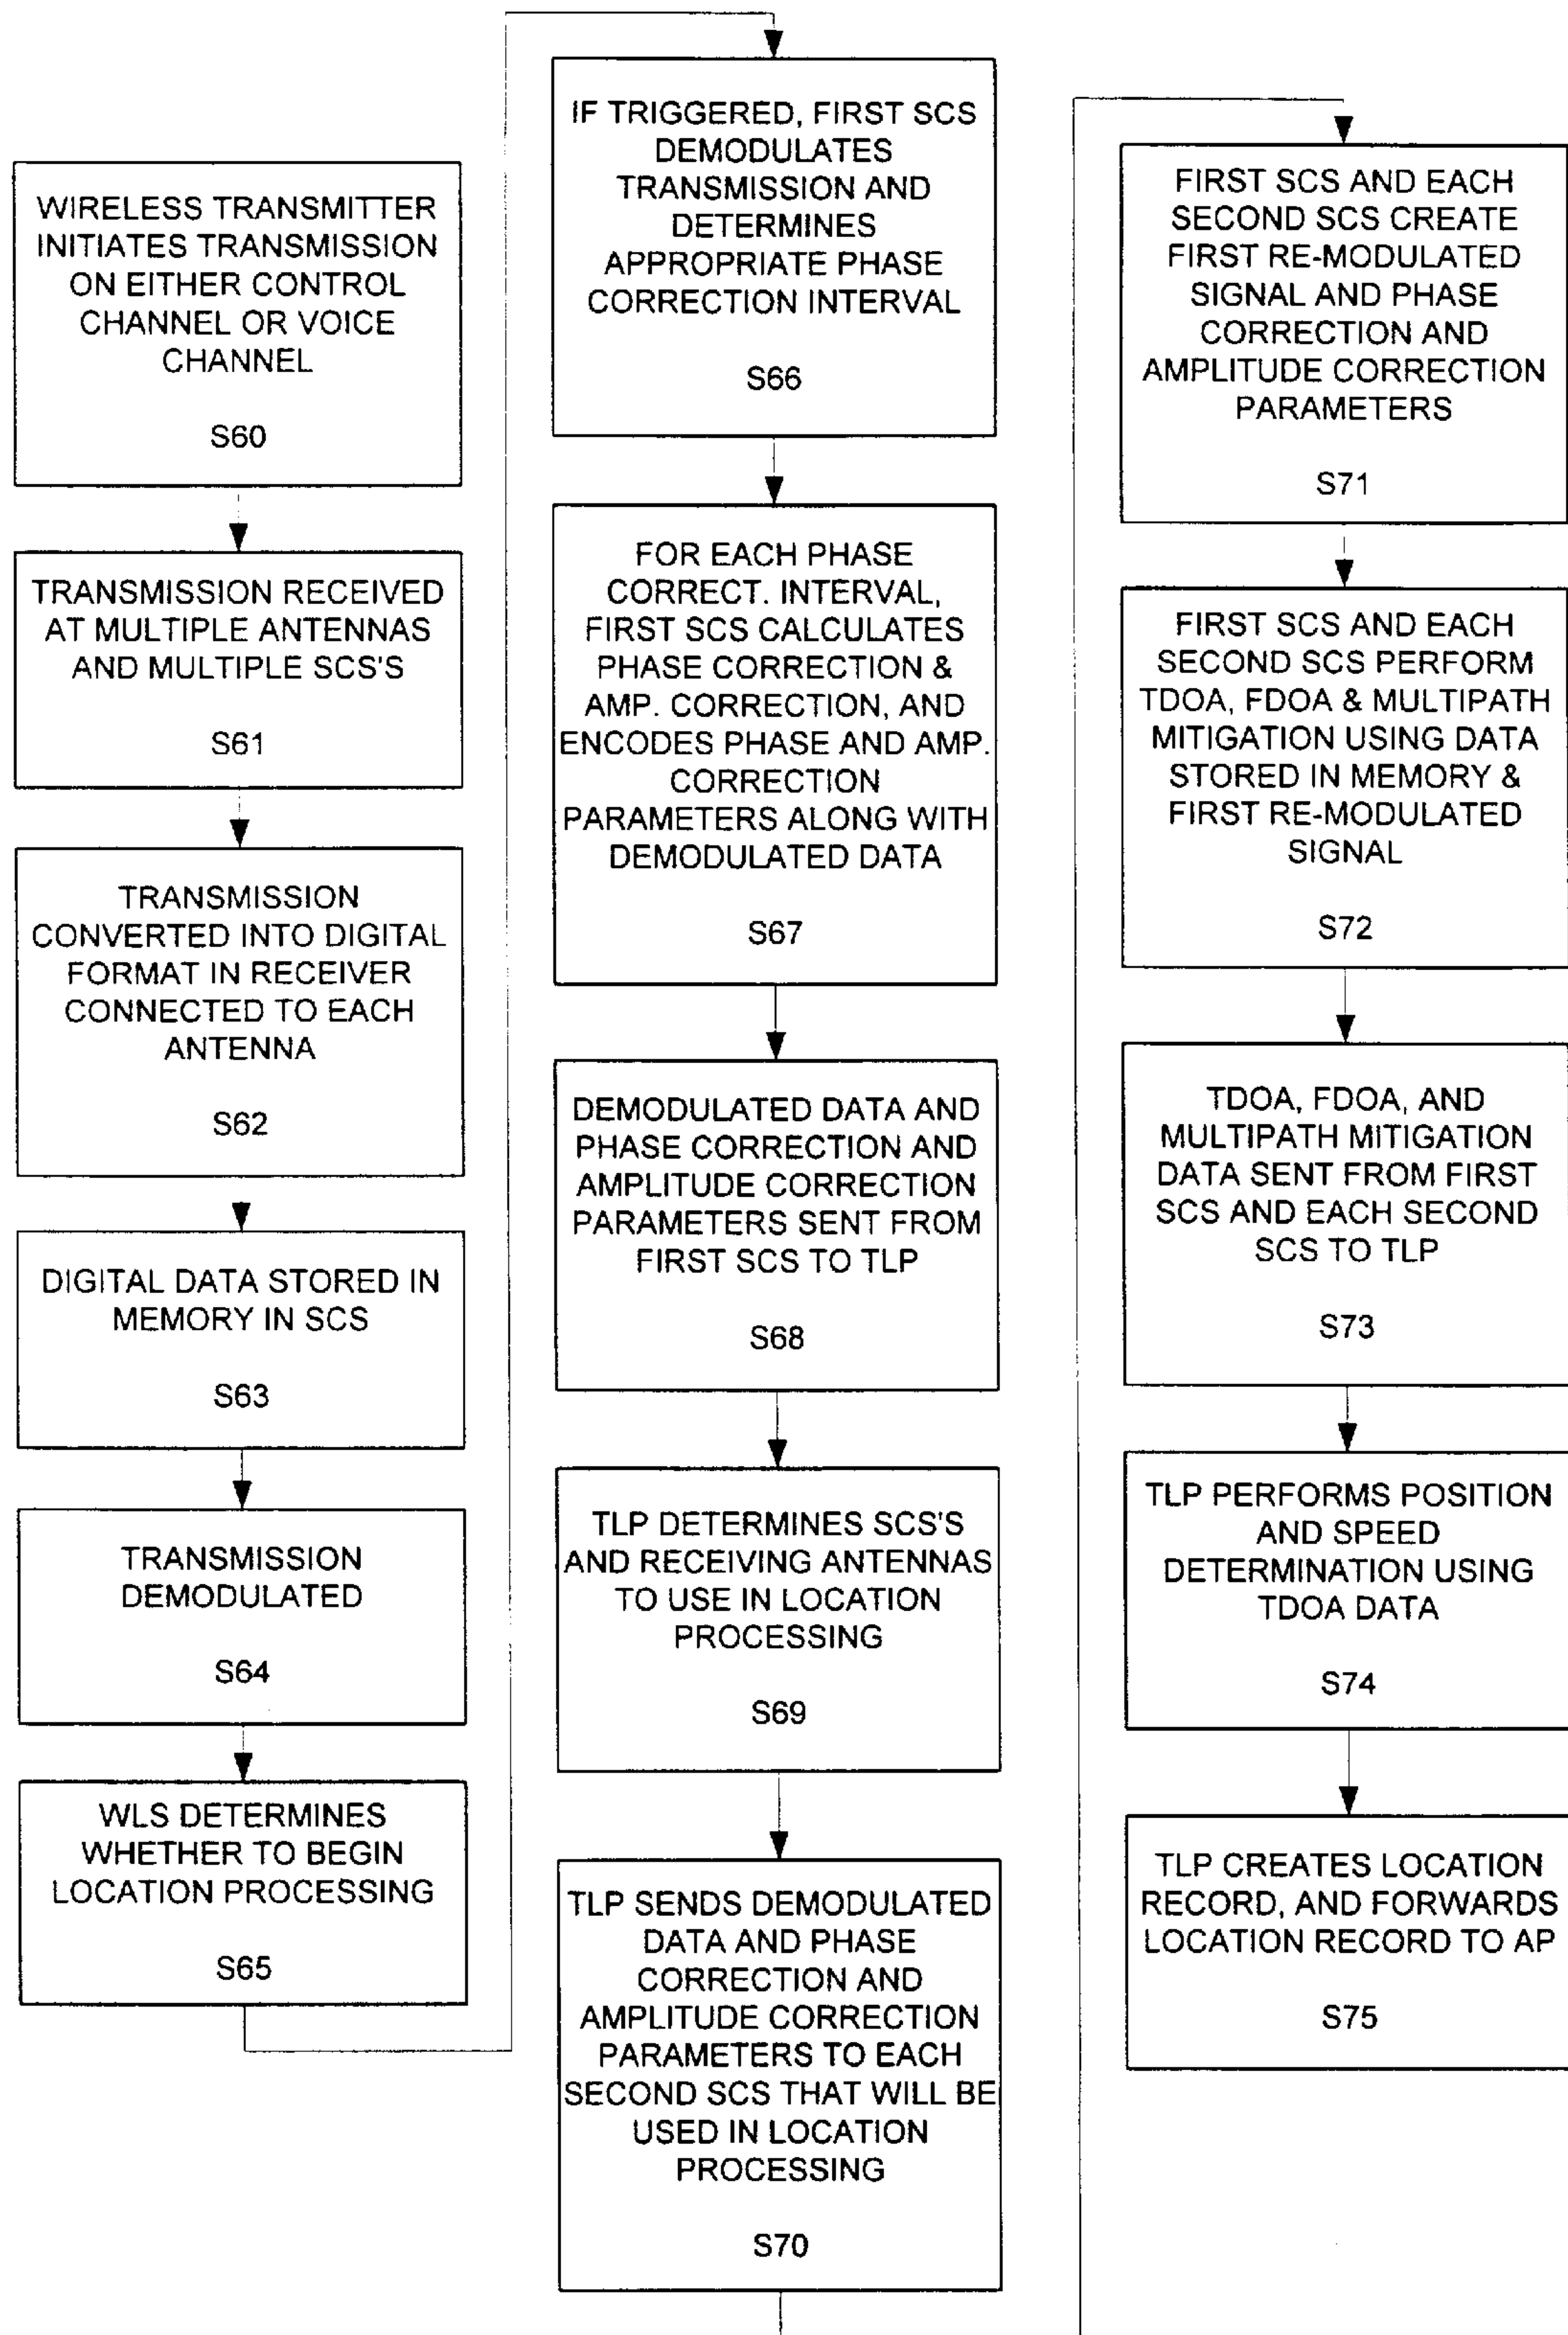 WIRELESS TRANSMITTER
INITIATES TRANSMISSION
ON EITHER CONTROL
CHANNEL OR VOICE
CHANNEL
S60
TRANSMISSION RECEIVED
AT MULTIPLE ANTENNAS
AND MULTIPLE SCS'S
S61
TRANSMISSION
CONVERTED INTO DIGITAL
FORMAT IN RECEIVER
CONNECTED TO EACH
ANTENNA
S62
DIGITAL DATA STORED IN
MEMORY IN SCS
S63
TRANSMISSION
DEMODULATED
S64
WLS DETERMINES
WHETHER TO BEGIN
LOCATION PROCESSING
S65
IF TRIGGERED, FIRST SCS
DEMODULATES
TRANSMISSION AND
DETERMINES
APPROPRIATE PHASE
CORRECTION INTERVAL
S66
FOR EACH PHASE
CORRECT. INTERVAL,
FIRST SCS CALCULATES
PHASE CORRECTION &
AMP. CORRECTION, AND
ENCODES PHASE AND AMP.
CORRECTION
PARAMETERS ALONG WITH
DEMODULATED DATA
S67
DEMODULATED DATA AND
PHASE CORRECTION AND
AMPLITUDE CORRECTION
PARAMETERS SENT FROM
FIRST SCS TO TLP
S68
TLP DETERMINES SCS'S
AND RECEIVING ANTENNAS
TO USE IN LOCATION
PROCESSING
S69
TLP SENDS DEMODULATED
DATA AND PHASE
CORRECTION AND
AMPLITUDE CORRECTION
PARAMETERS TO EACH
SECOND SCS THAT WILL BE
USED IN LOCATION
PROCESSING
S70
FIRST SCS AND EACH
SECOND SCS CREATE
FIRST RE-MODULATED
SIGNAL AND PHASE
CORRECTION AND
AMPLITUDE CORRECTION
PARAMETERS
S71
FIRST SCS AND EACH
SECOND SCS PERFORM
TDOA, FDOA & MULTIPATH
MITIGATION USING DATA
STORED IN MEMORY &
FIRST RE-MODULATED
SIGNAL
S72
TDOA, FDOA, AND
MULTIPATH MITIGATION
DATA SENT FROM FIRST
SCS AND EACH SECOND
SCS TO TLP
S73
TLP PERFORMS POSITION
AND SPEED
DETERMINATION USING
TDOA DATA
S74
TLP CREATES LOCATION
RECORD, AND FORWARDS
LOCATION RECORD TO AP
S75